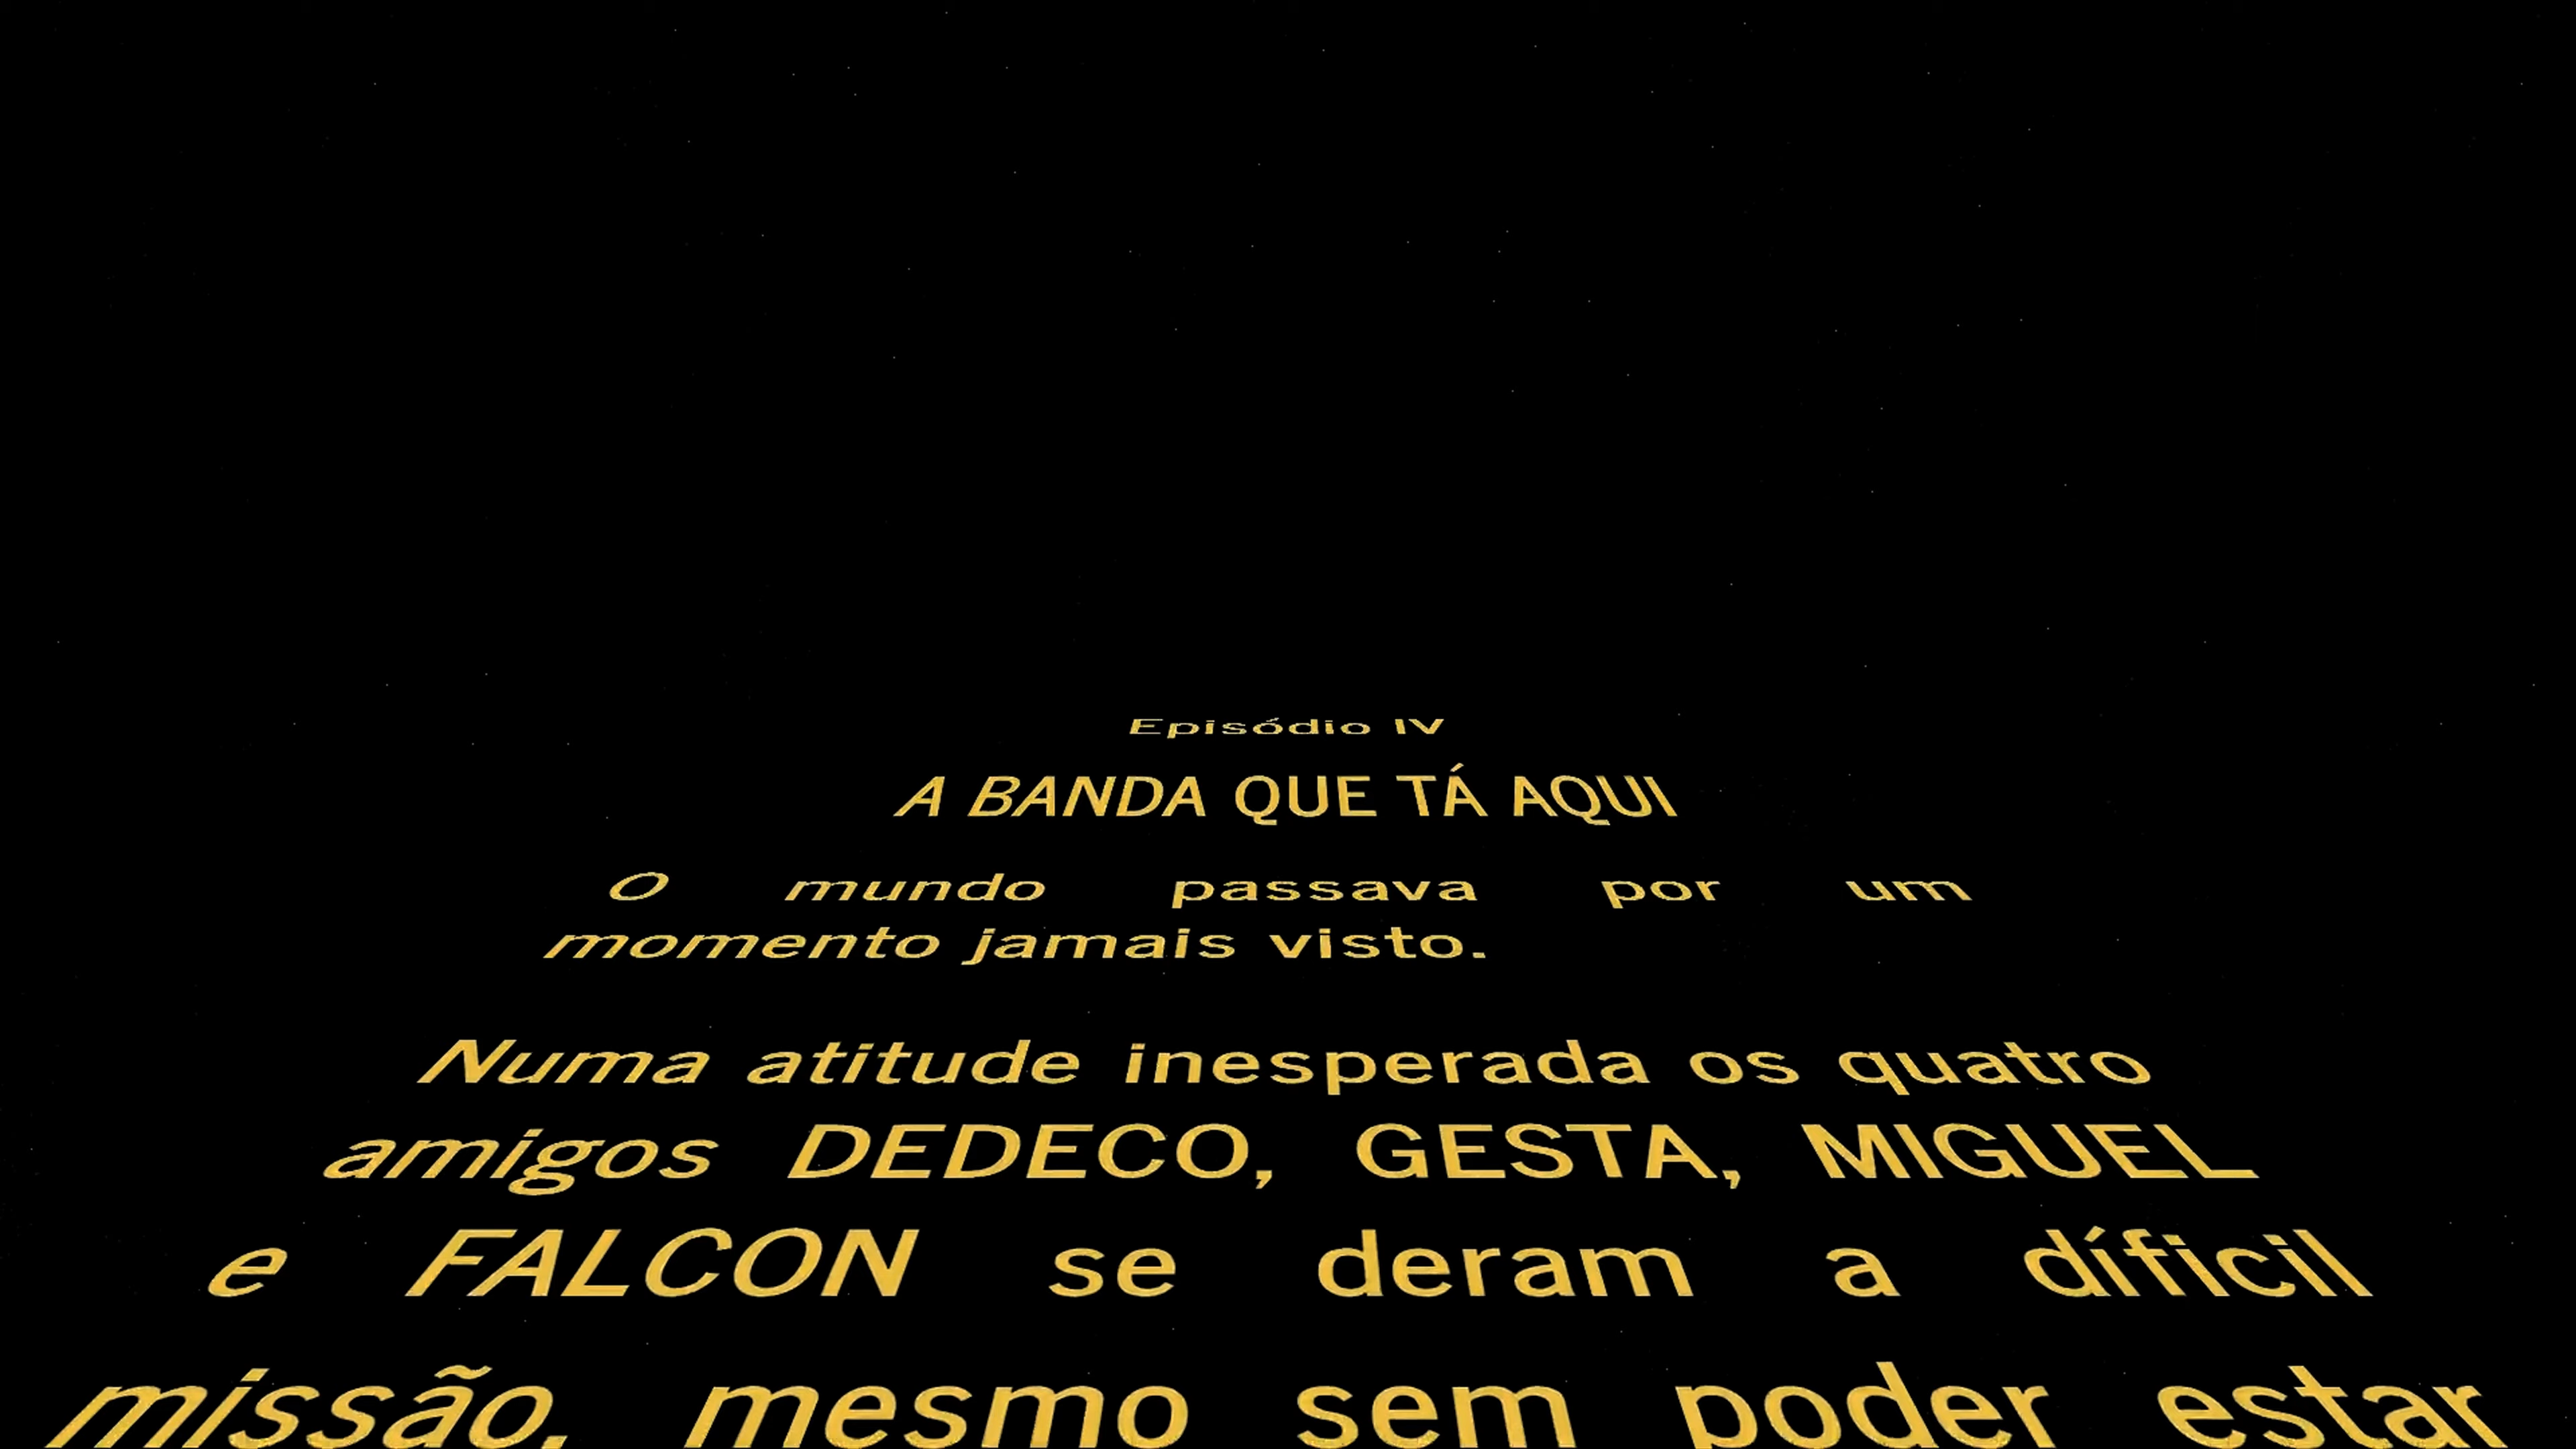 Episódio IV
A BANDA QUE TÁ AQUI
O mundo passava por um
momento jamais visto.
Numa atitude inesperada os quatro
amigos DEDECO, GESTA, MIGUEL
e FALCON se deram a díficil
missão, mesmo sem poder estar